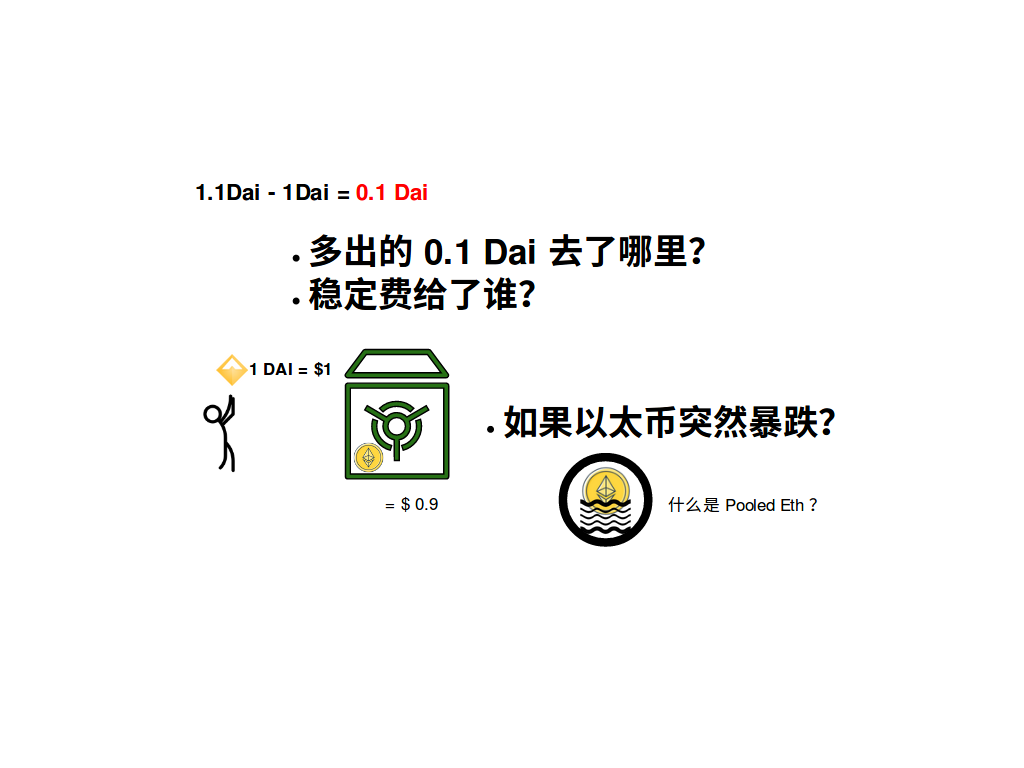 1.1Dai - 1Dai = 0.1 Dai
• 多出的 0.1 Dai 去了哪里？
• 稳定费给了谁？
1 DAI = $1
• 如果以太币突然暴跌？
= $ 0.9
什么是 Pooled Eth ？